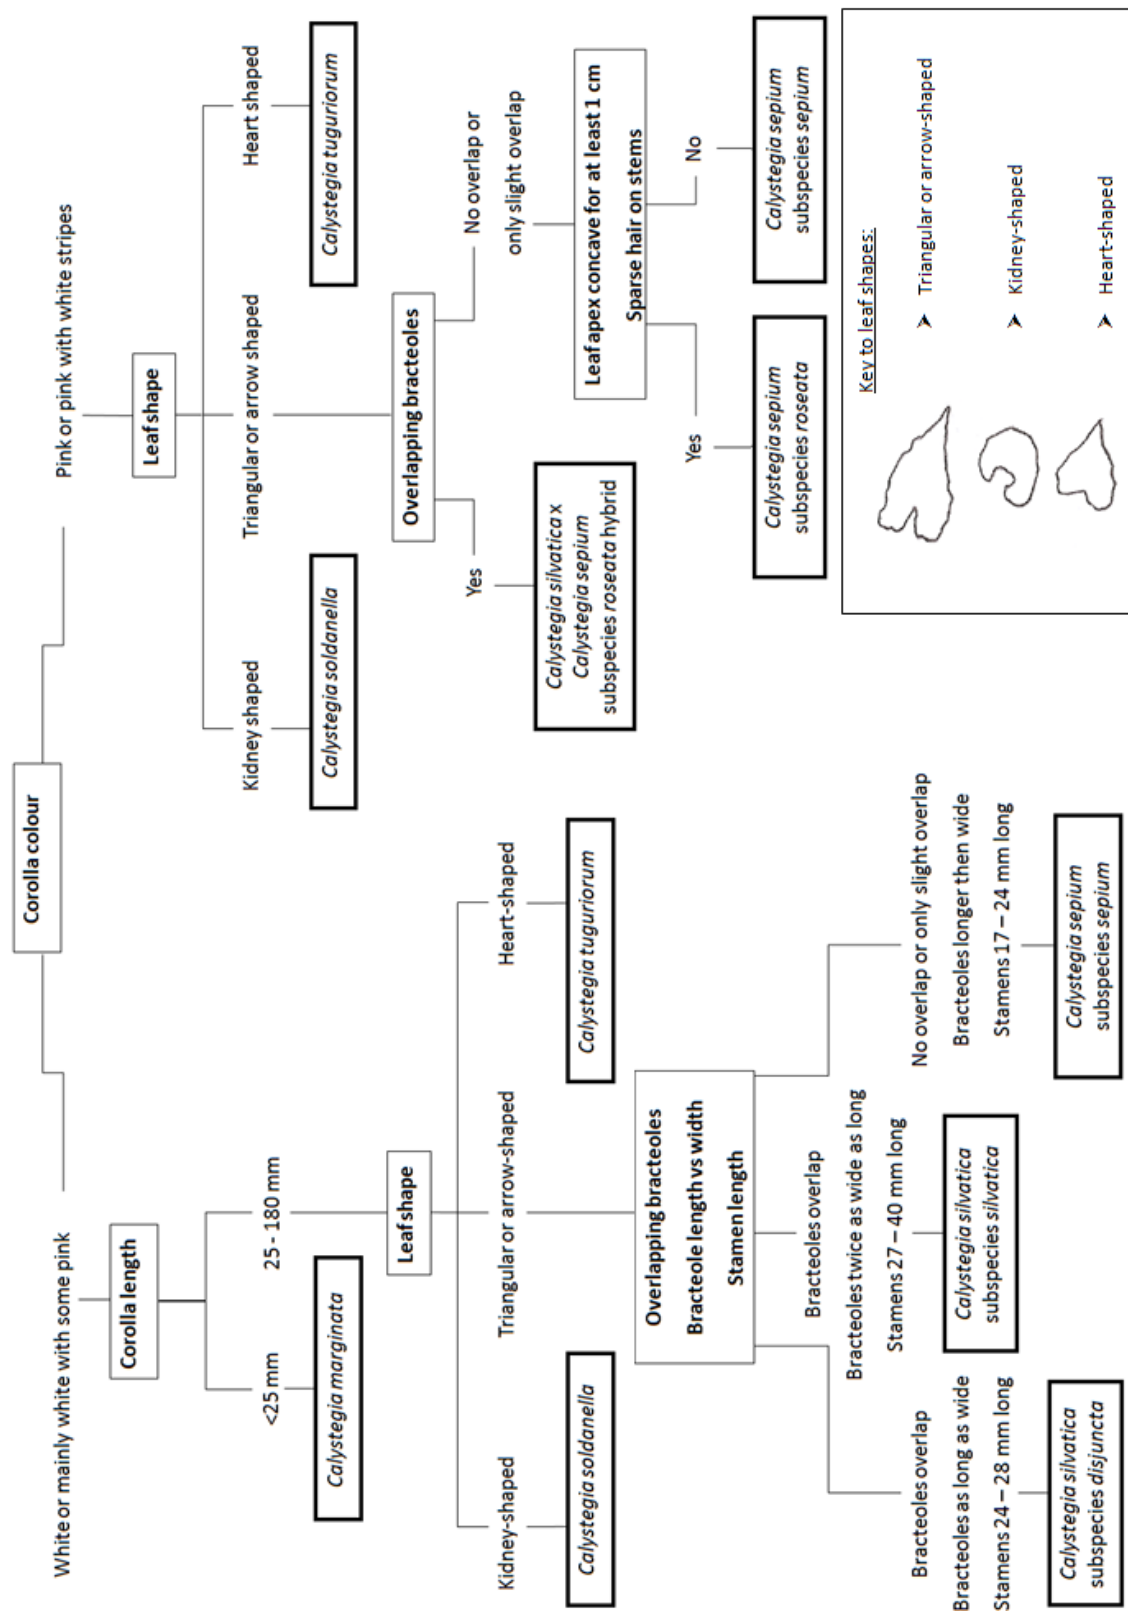 Corolla colour
White or mainly white with some pink
Pink or pink with white stripes
Corolla length
<25 mm
25 - 180 mm
Calystegia marginata
Leaf shape
Kidney-shaped
Triangular or arrow-shaped
Heart-shaped
Calystegia soldanella
Calystegia tuguriorum
Overlapping bracteoles
Bracteole length vs width
Stamen length
Bracteoles overlap
Bracteoles as long as wide
Stamens 24 – 28 mm long
Calystegia silvatica
subspecies disjuncta
Bracteoles overlap
Bracteoles twice as wide as long
Stamens 27 – 40 mm long
Calystegia silvatica
subspecies silvatica
No overlap or only slight overlap
Bracteoles longer then wide
Stamens 17 – 24 mm long
Calystegia sepium
subspecies sepium
Leaf shape
Kidney shaped
Triangular or arrow shaped
Heart shaped
Calystegia soldanella
Calystegia tuguriorum
Overlapping bracteoles
Yes
No overlap or
only slight overlap
Calystegia silvatica x
Calystegia sepium
subspecies roseata hybrid
Leaf apex concave for at least 1 cm
Sparse hair on stems
Yes
No
Calystegia sepium
subspecies roseata
Calystegia sepium
subspecies sepium
Key to leaf shapes:
➤ Triangular or arrow-shaped
➤ Kidney-shaped
➤ Heart-shaped